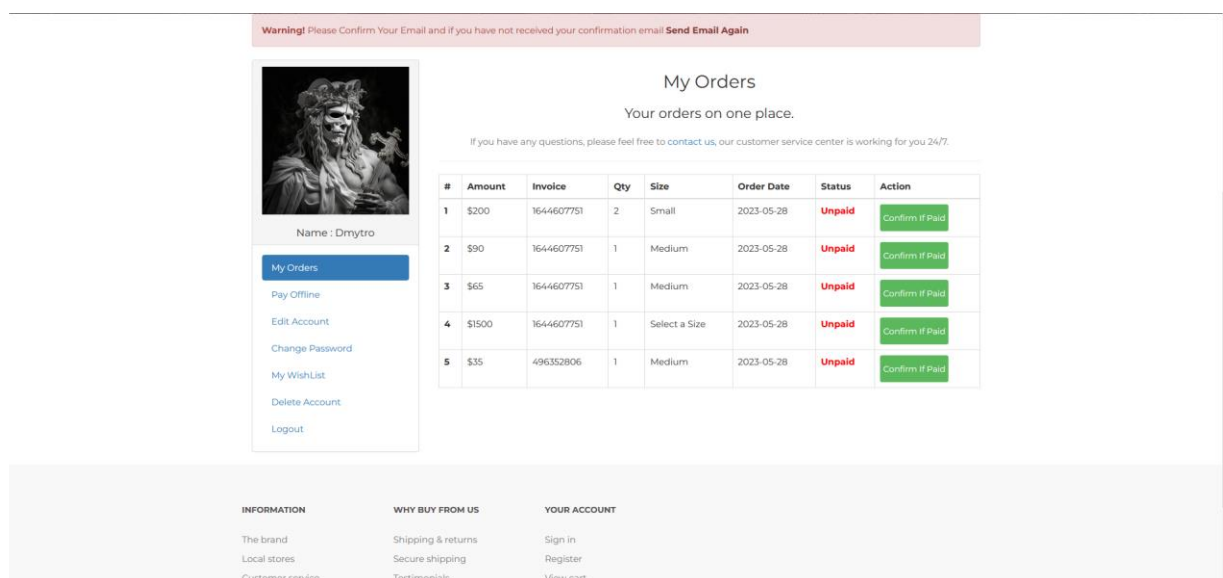 Warning! Please Confirm Your Email and if you have not received your confirmation email Send Email Again
Name : Dmytro
My Orders
Pay Offline
Edit Account
Change Password
My WishList
Delete Account
Logout
My Orders
Your orders on one place.
If you have any questions, please feel free to contact us, our customer service center is working for you 24/7.
# Amount Invoice Qty Size Order Date Status Action
1 $200 1644607751 2 Small 2023-05-28 Unpaid Confirm If Paid
2 $90 1644607751 1 Medium 2023-05-28 Unpaid Confirm If Paid
3 $65 1644607751 1 Medium 2023-05-28 Unpaid Confirm If Paid
4 $1500 1644607751 1 Select a Size 2023-05-28 Unpaid Confirm If Paid
5 $35 496352806 1 Medium 2023-05-28 Unpaid Confirm If Paid
INFORMATION
The brand
Local stores
Customer service
WHY BUY FROM US
Shipping & returns
Secure shipping
Testimonials
YOUR ACCOUNT
Sign in
Register
View cart